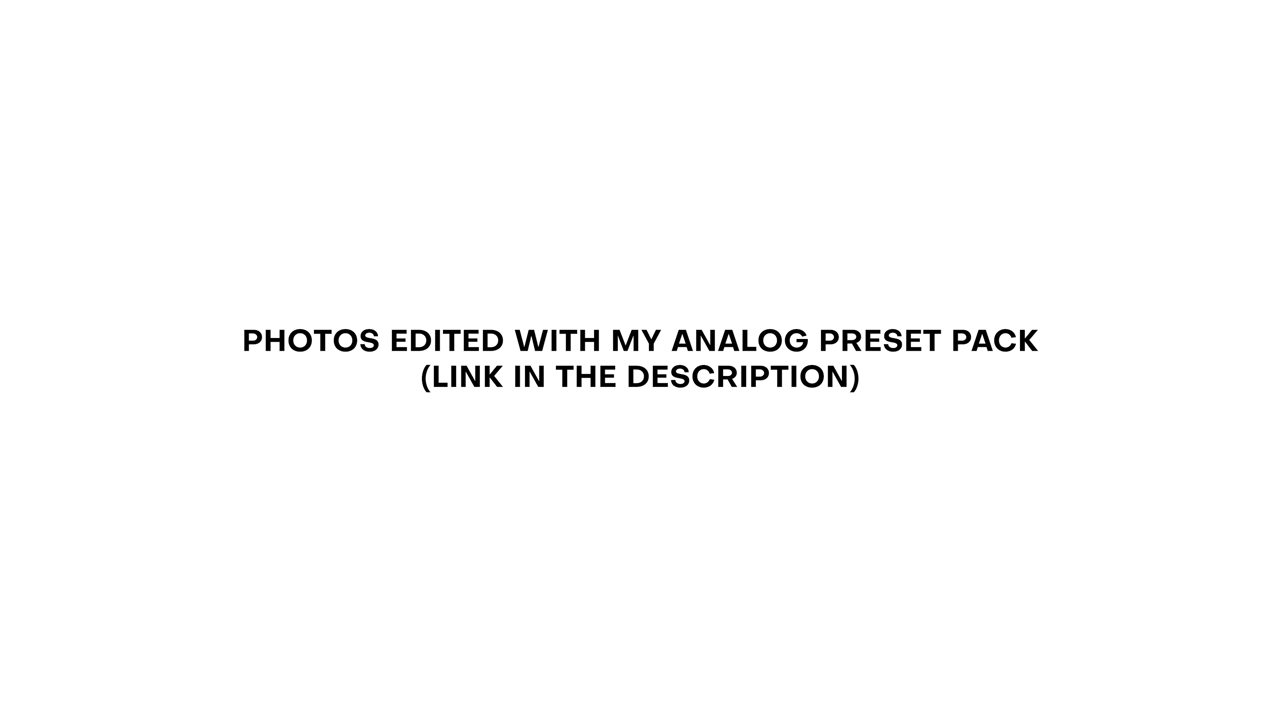 PHOTOS EDITED WITH MY ANALOG PRESET PACK
(LINK IN THE DESCRIPTION)